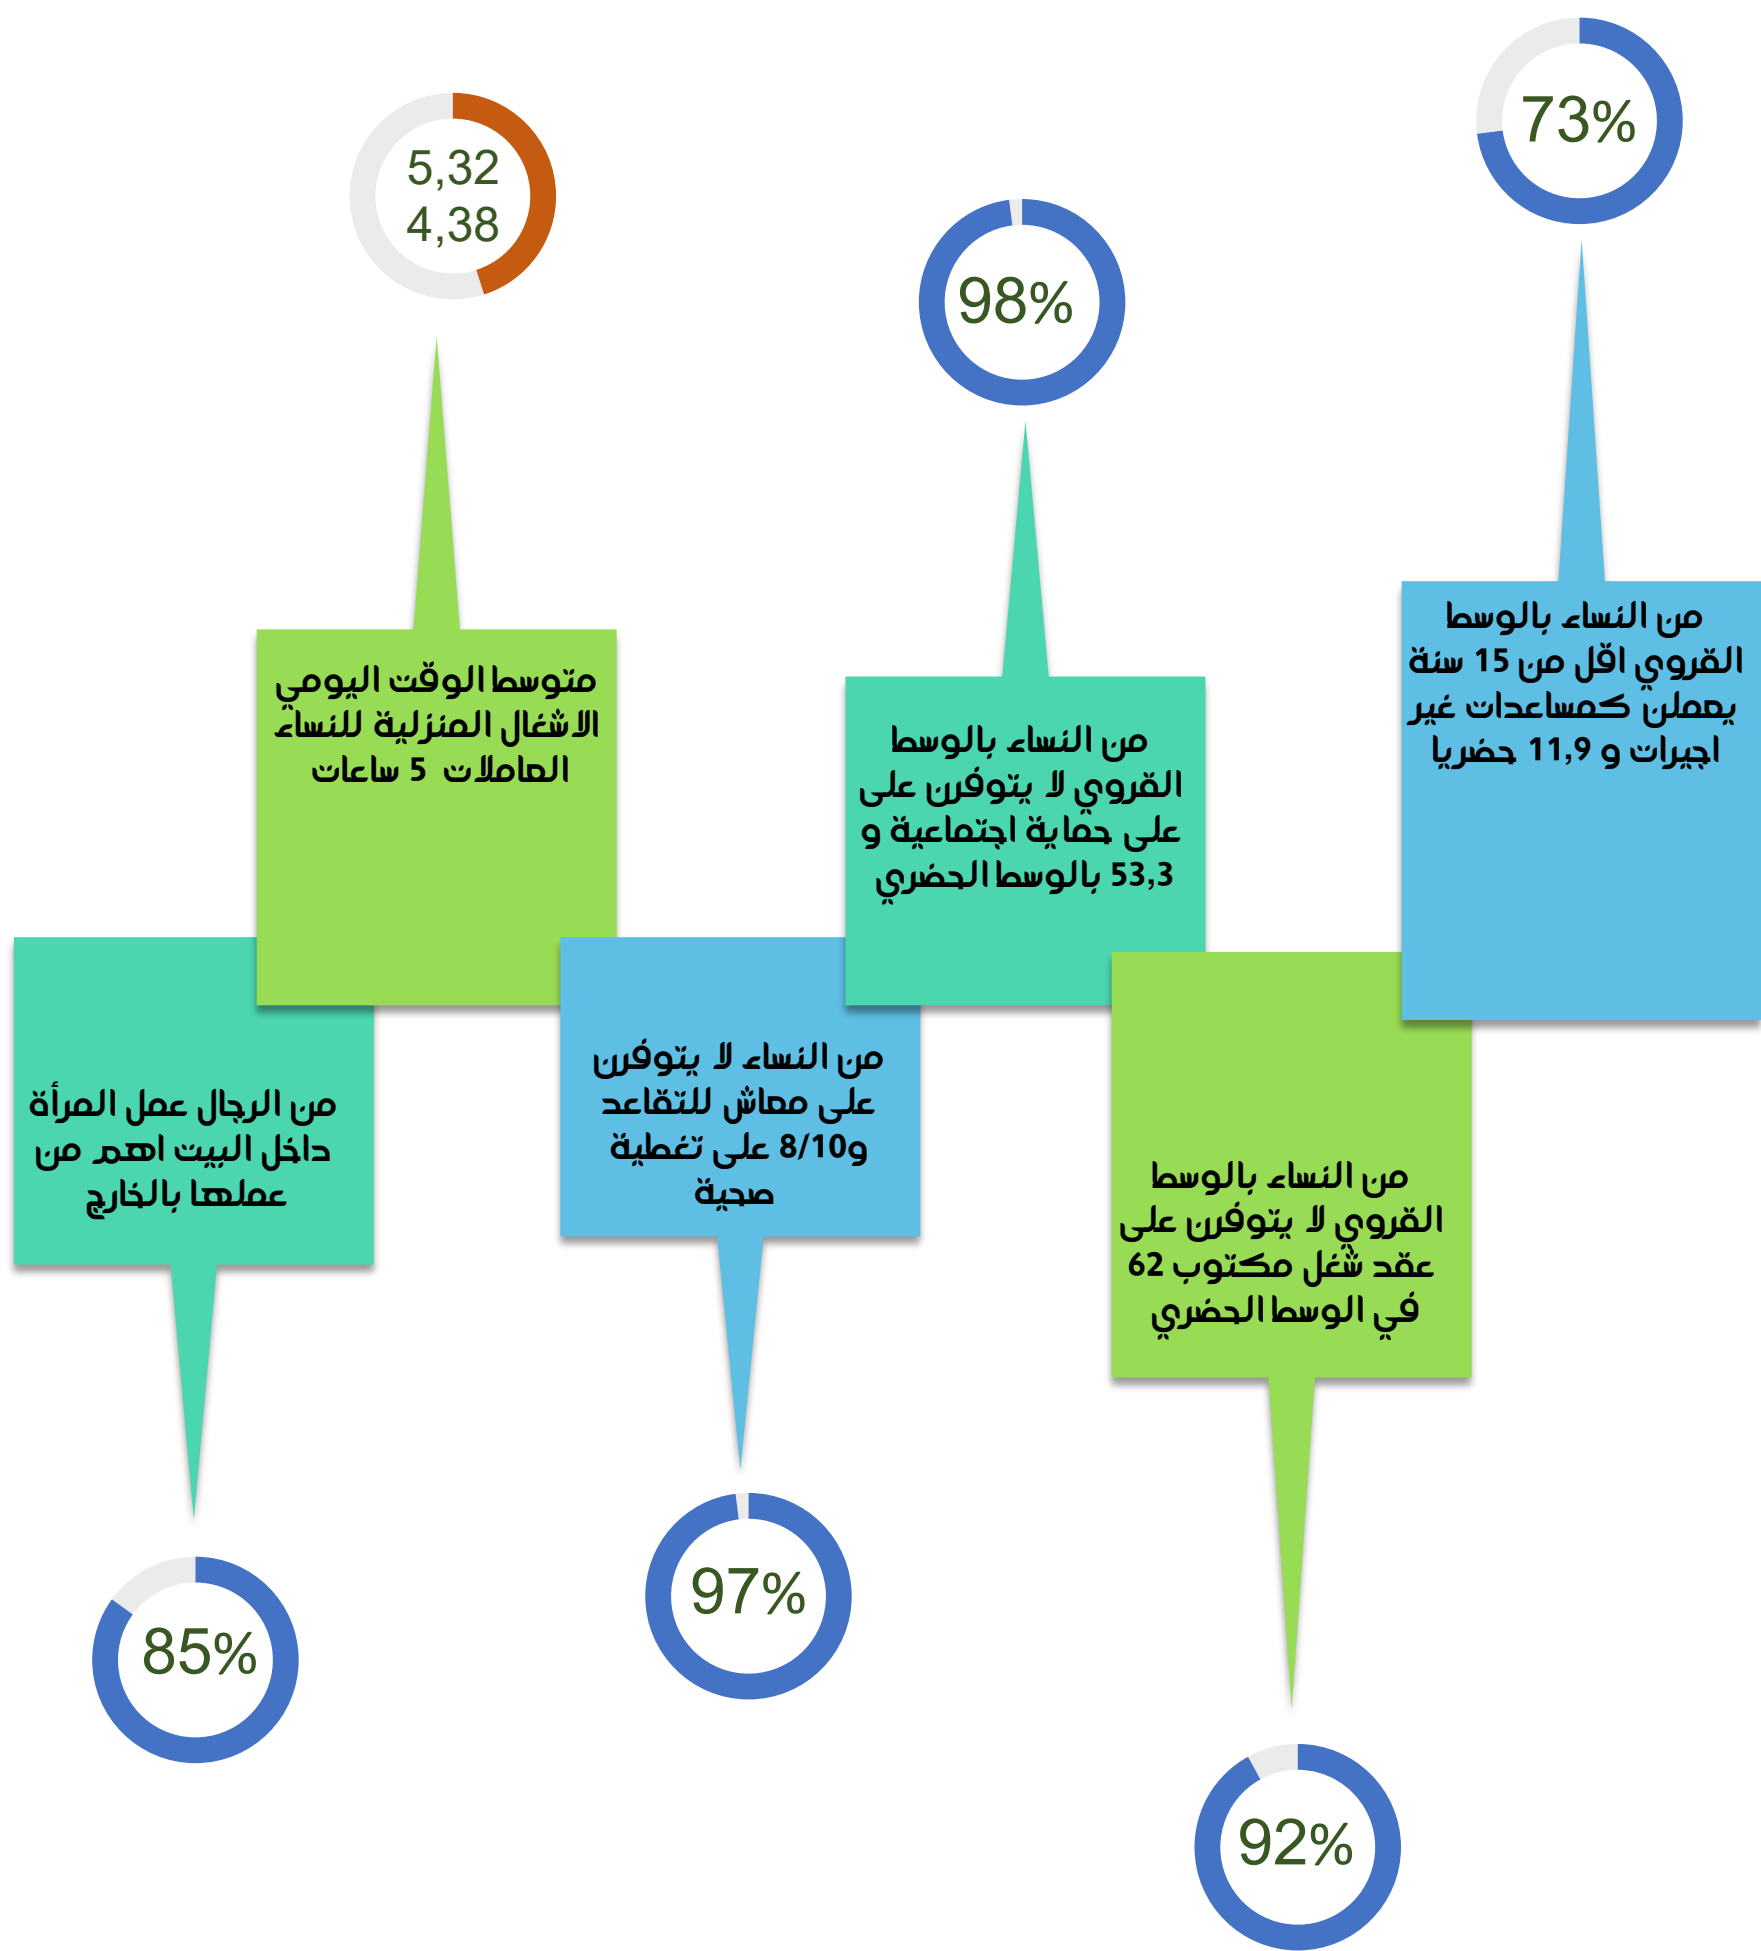 73%
من النساء بالوسط
القروي اقل من 15 سنة
يعملن كمساعدات غير
اجيرات و 11,9 حضريا
92%
من النساء بالوسط
القروي لا يتوفرن على
عقد شغل مكتوب 62
في الوسط الحضري
98%
من النساء بالوسط
القروي لا يتوفرن على
على حماية اجتماعية و
53,3 بالوسط الحضري
97%
من النساء لا يتوفرن
على معاش للتقاعد
و8/10 على تغطية
صحية
5,32
4,38
متوسط الوقت اليومي
الاشغال المنزلية للنساء
العاملات 5 ساعات
85%
من الرجال عمل المرأة
داخل البيت اهم من
عملها بالخارج